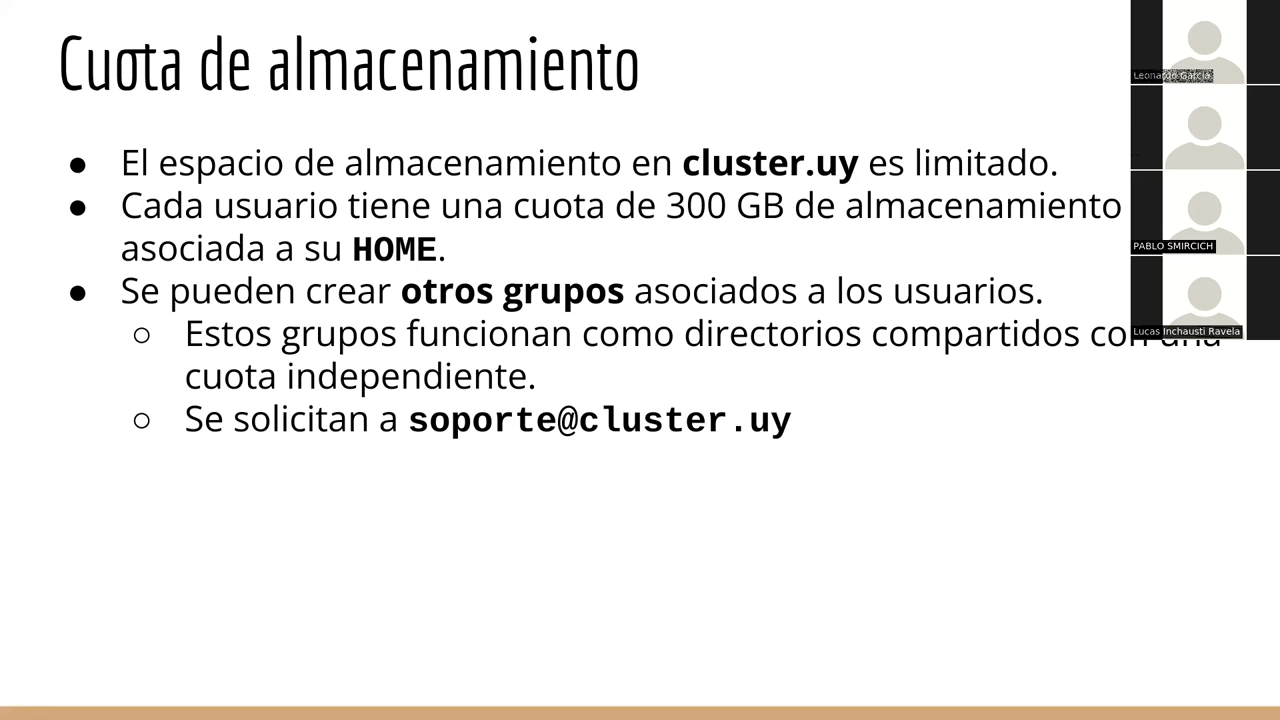 Cuota de almacenamiento
● El espacio de almacenamiento en cluster.uy es limitado.
● Cada usuario tiene una cuota de 300 GB de almacenamiento
asociada a su HOME.
● Se pueden crear otros grupos asociados a los usuarios.
○ Estos grupos funcionan como directorios compartidos con una
cuota independiente.
○ Se solicitan a soporte@cluster.uy
Leonardo García
PABLO SMIRCICH
Lucas Inchausti Ravela